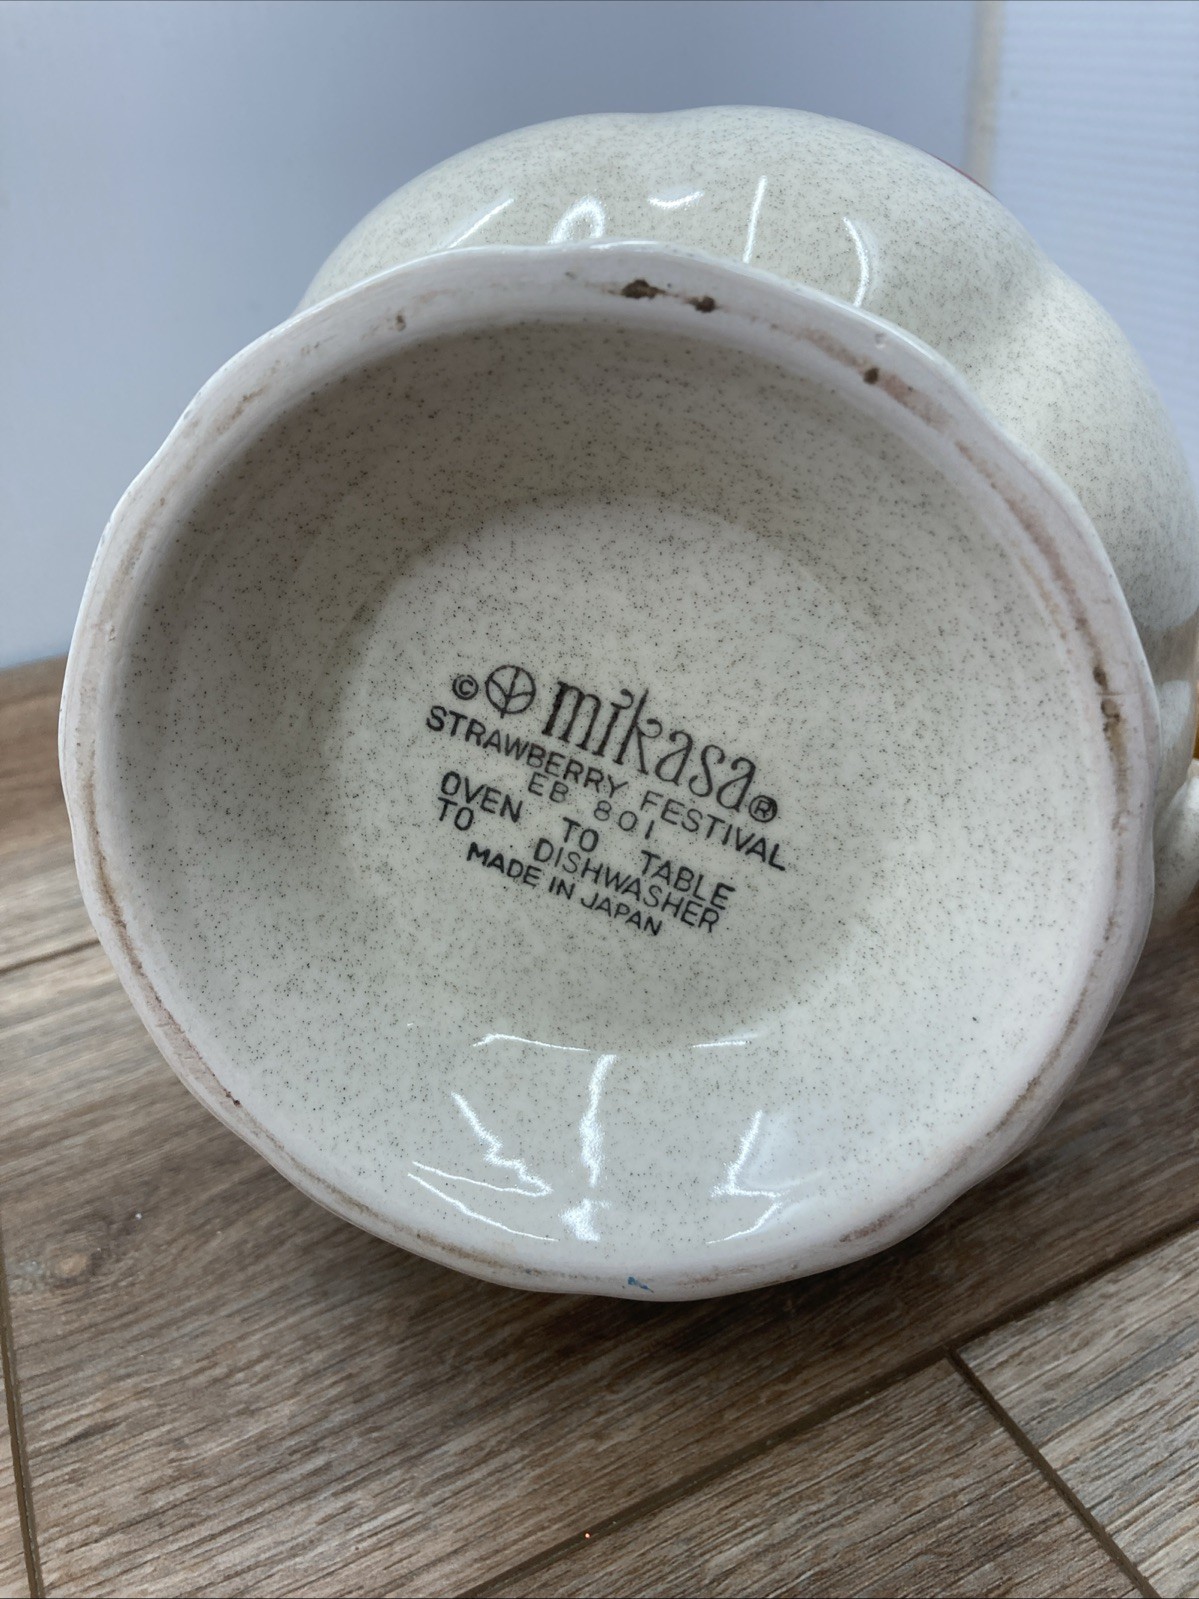 © mikasa®
STRAWBERRY FESTIVAL
EB 801
OVEN TO TABLE
TO DISHWASHER
MADE IN JAPAN